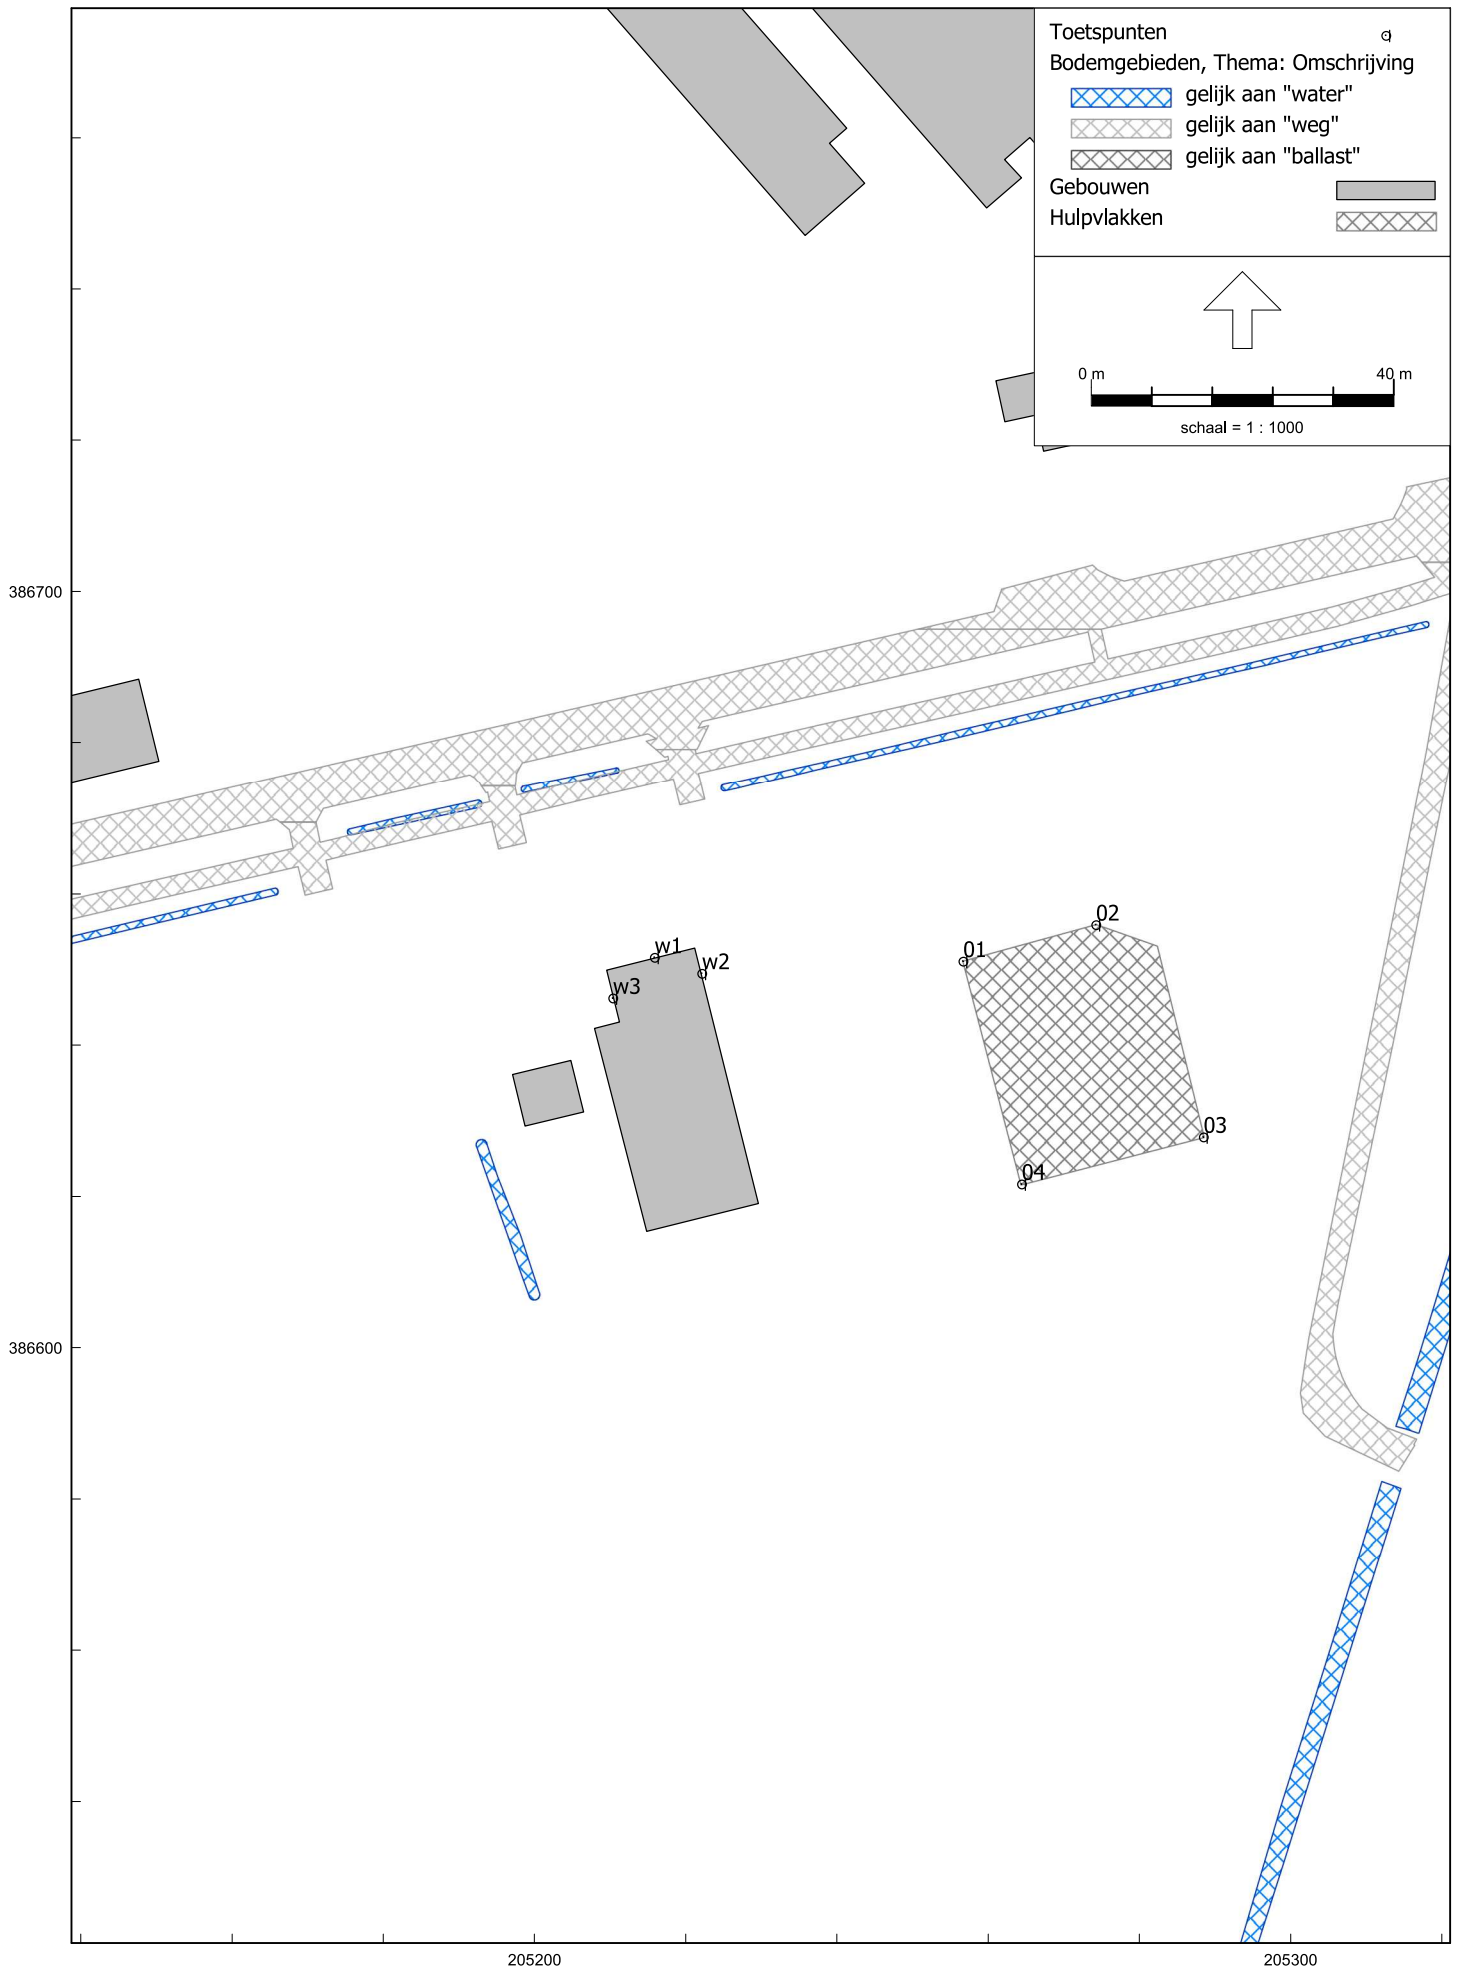 Toetspunten
Bodemgebieden, Thema: Omschrijving
gelijk aan "water"
gelijk aan "weg"
gelijk aan "ballast"
Gebouwen
Hulpvlakken
0 m 40 m
schaal = 1 : 1000
386700
02
w1
01
w2
w3
03
04
386600
205200 205300